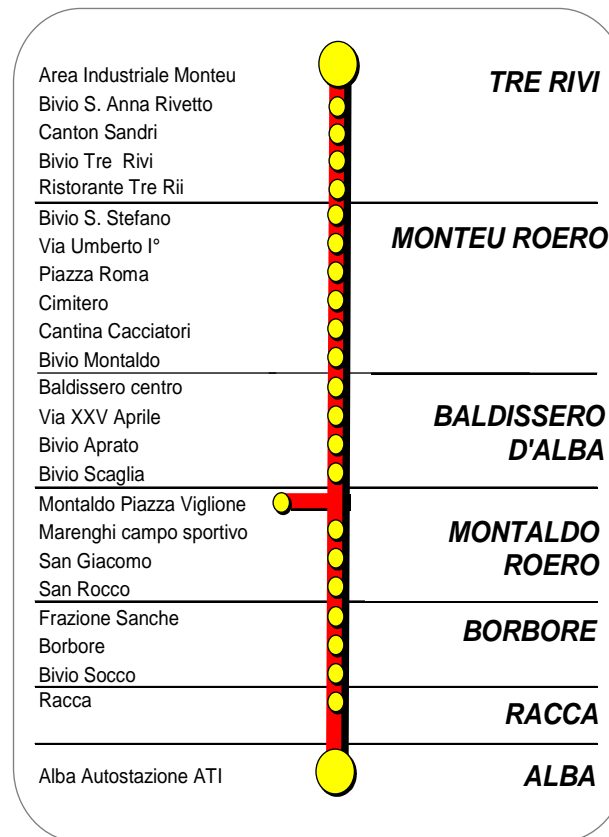 Area Industriale Monteu
TRE RIVI
Bivio S. Anna Rivetto
Canton Sandri
Bivio Tre Rivi
Ristorante Tre Rii
Bivio S. Stefano
MONTEU ROERO
Via Umberto I°
Piazza Roma
Cimitero
Cantina Cacciatori
Bivio Montaldo
Baldissero centro
Via XXV Aprile
BALDISSERO
D'ALBA
Bivio Aprato
Bivio Scaglia
Montaldo Piazza Viglione
Marenghi campo sportivo
MONTALDO
ROERO
San Giacomo
San Rocco
Frazione Sanche
BORBORE
Borbore
Bivio Socco
Racca
RACCA
Alba Autostazione ATI
ALBA